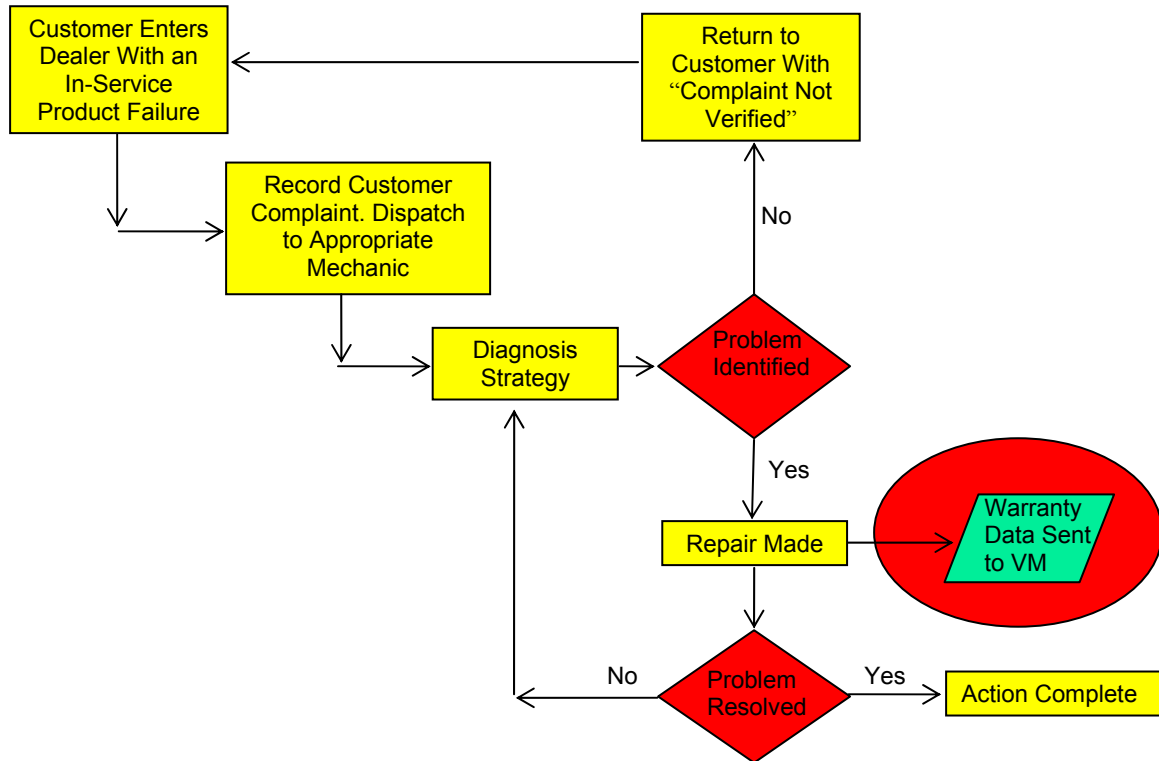 Customer Enters
Dealer With an
In-Service
Product Failure
Return to
Customer With
“Complaint Not
Verified”
Record Customer
Complaint. Dispatch
to Appropriate
Mechanic
No
Diagnosis
Strategy
Problem
Identified
Yes
Repair Made
Warranty
Data Sent
to VM
No
Problem
Resolved
Yes
Action Complete